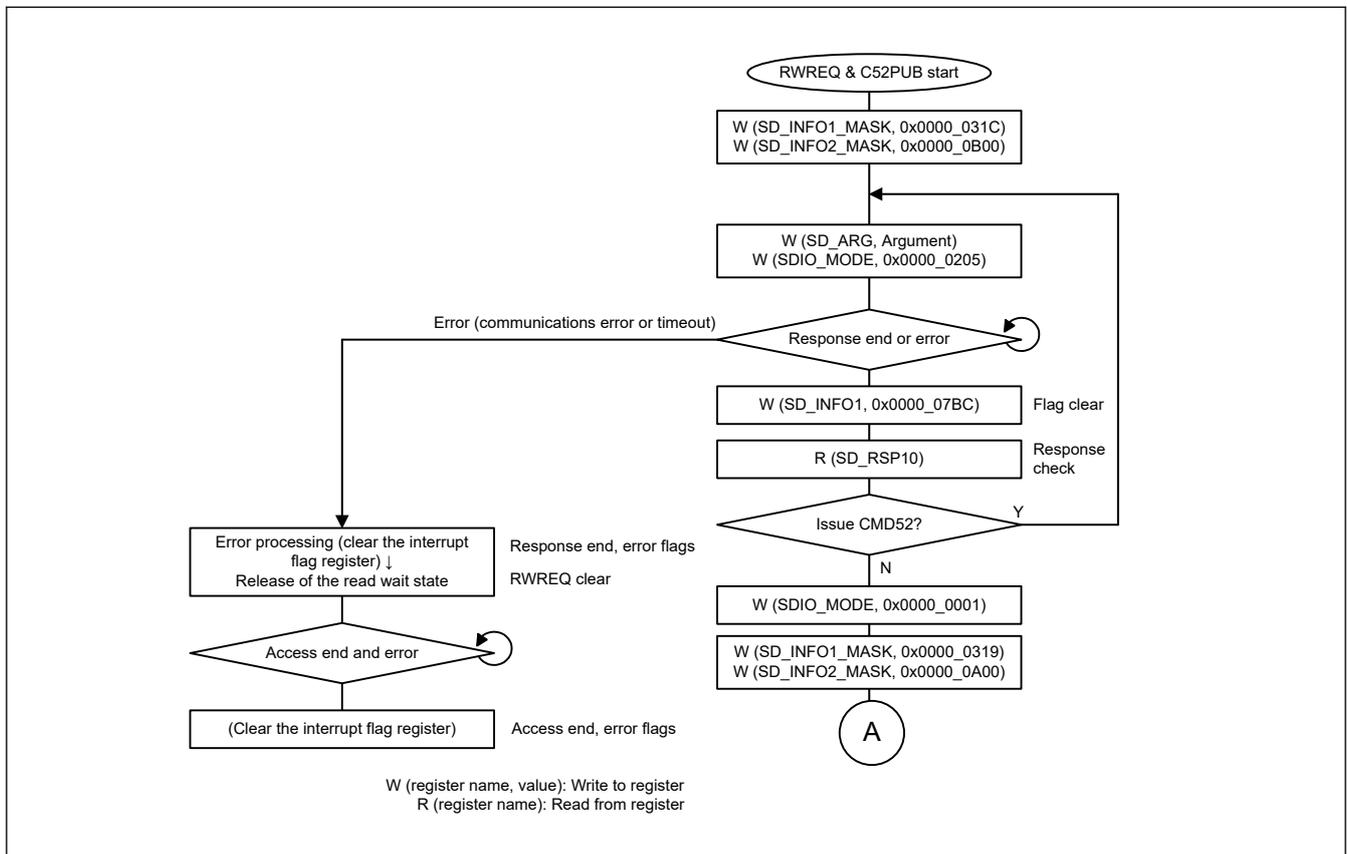 RWREQ & C52PUB start
W (SD_INFO1_MASK, 0x0000_031C)
W (SD_INFO2_MASK, 0x0000_0B00)
W (SD_ARG, Argument)
W (SDIO_MODE, 0x0000_0205)
Error (communications error or timeout)
Response end or error
W (SD_INFO1, 0x0000_07BC)
Flag clear
R (SD_RSP10)
Response
check
Issue CMD52?
Y
N
W (SDIO_MODE, 0x0000_0001)
W (SD_INFO1_MASK, 0x0000_0319)
W (SD_INFO2_MASK, 0x0000_0A00)
A
Error processing (clear the interrupt
flag register) ↓
Release of the read wait state
Response end, error flags
RWREQ clear
Access end and error
(Clear the interrupt flag register)
Access end, error flags
W (register name, value): Write to register
R (register name): Read from register